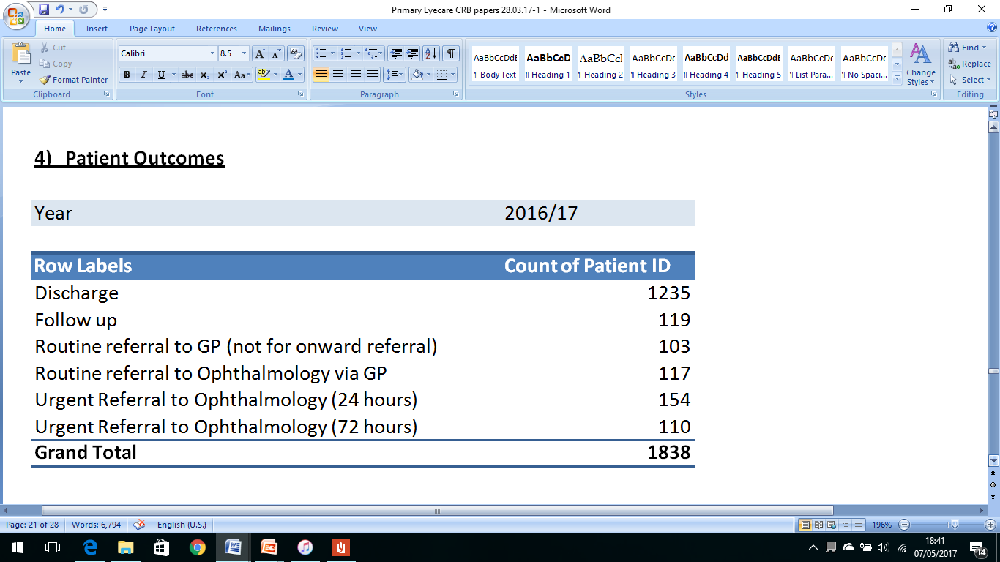 Primary Eyecare CRB papers 28.03.17-1 - Microsoft Word
Home Insert Page Layout References Mailings Review View
Paste
Cut
Copy
Format Painter
Clipboard
Calibri 8.5
B I U abe X₂ X² Aa
Font
Paragraph
AaBbCcDdE AaBbCcD AaBbCcl AaBbCcDc AaBbCcDd AaBbCcDdE AaBbCcDc AaBbCcDc
¶ Body Text ¶ Heading 1 ¶ Heading 2 ¶ Heading 3 ¶ Heading 4 ¶ Heading 5 ¶ List Para... ¶ No Spaci...
Change Styles
Styles
Find
Replace
Select
Editing
4) Patient Outcomes
Year 2016/17
Row Labels Count of Patient ID
Discharge 1235
Follow up 119
Routine referral to GP (not for onward referral) 103
Routine referral to Ophthalmology via GP 117
Urgent Referral to Ophthalmology (24 hours) 154
Urgent Referral to Ophthalmology (72 hours) 110
Grand Total 1838
Page: 21 of 28 Words: 6,794 English (U.S.) 196%
18:41
07/05/2017
14